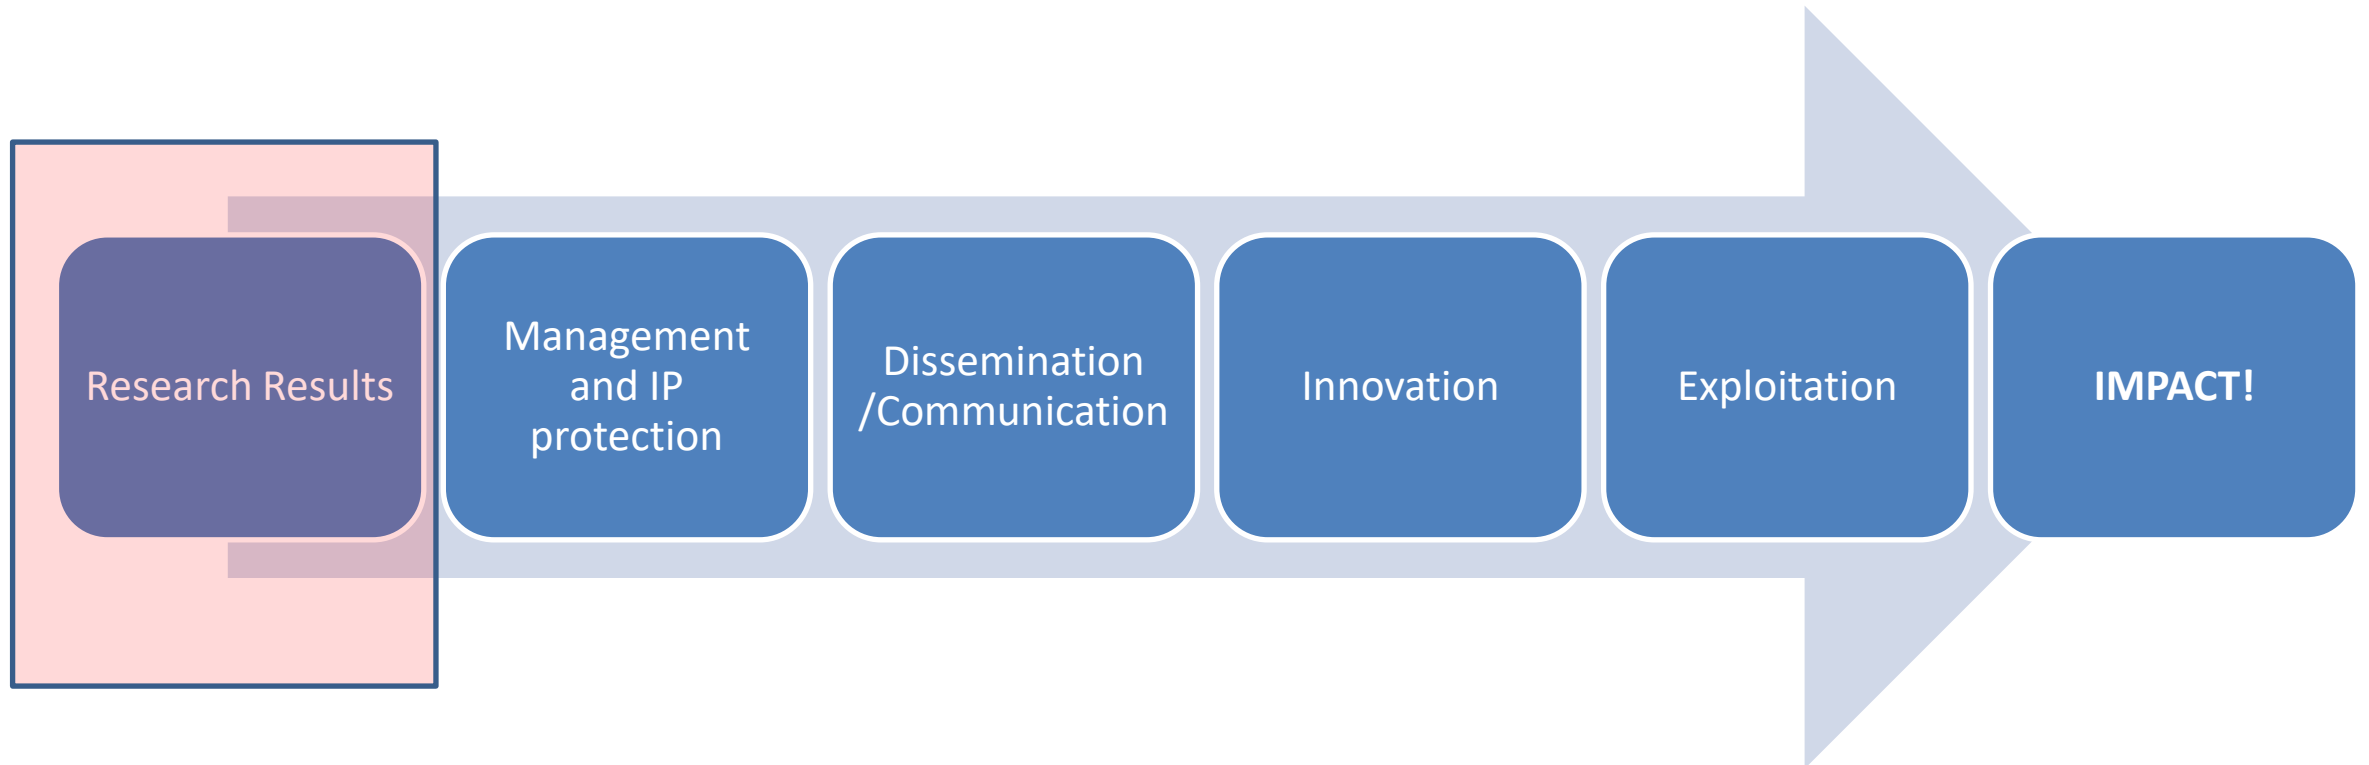 Research Results
Management
and IP
protection
Dissemination
/Communication
Innovation
Exploitation
IMPACT!